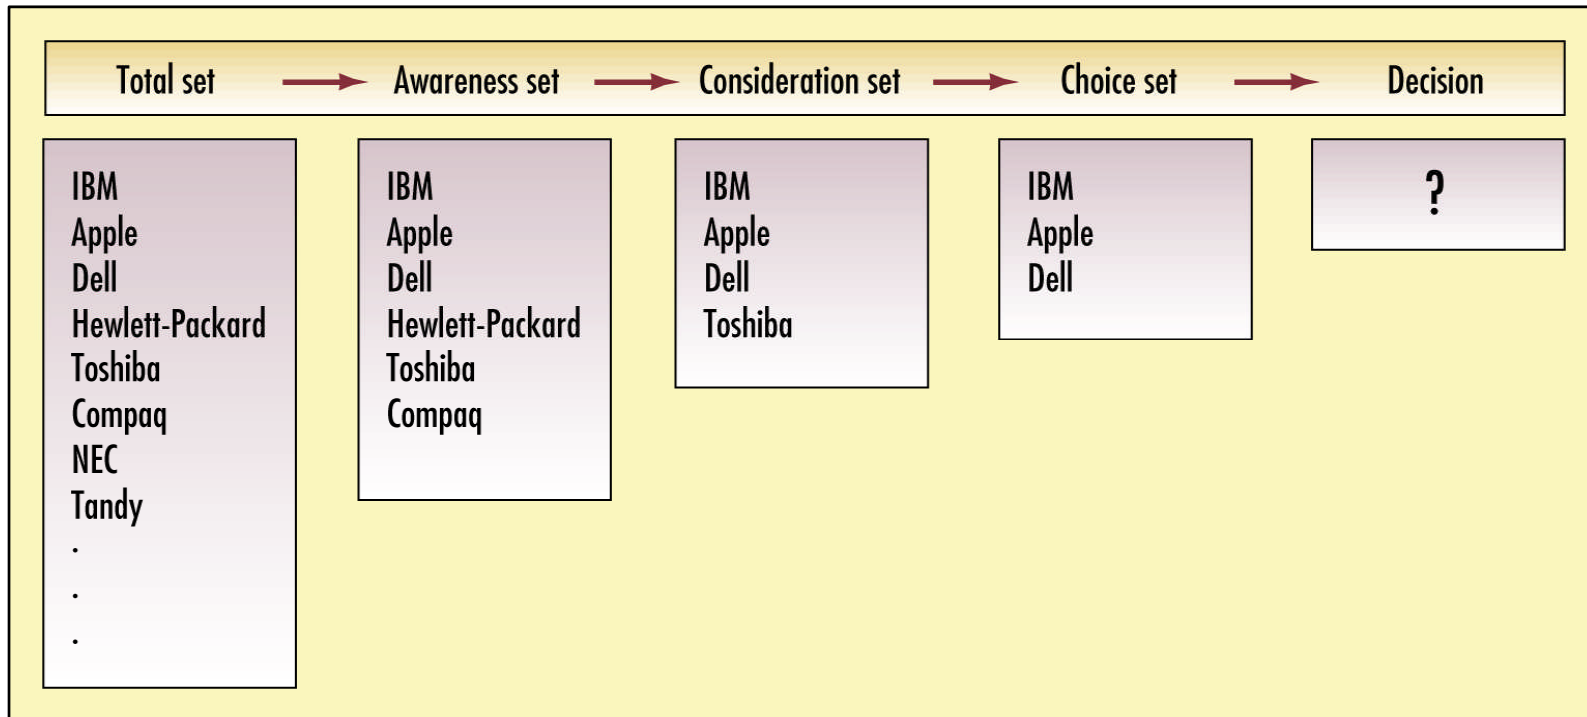 Total set Awareness set Consideration set Choice set Decision
IBM
Apple
Dell
Hewlett-Packard
Toshiba
Compaq
NEC
Tandy
.
.
.
IBM
Apple
Dell
Hewlett-Packard
Toshiba
Compaq
IBM
Apple
Dell
Toshiba
IBM
Apple
Dell
?